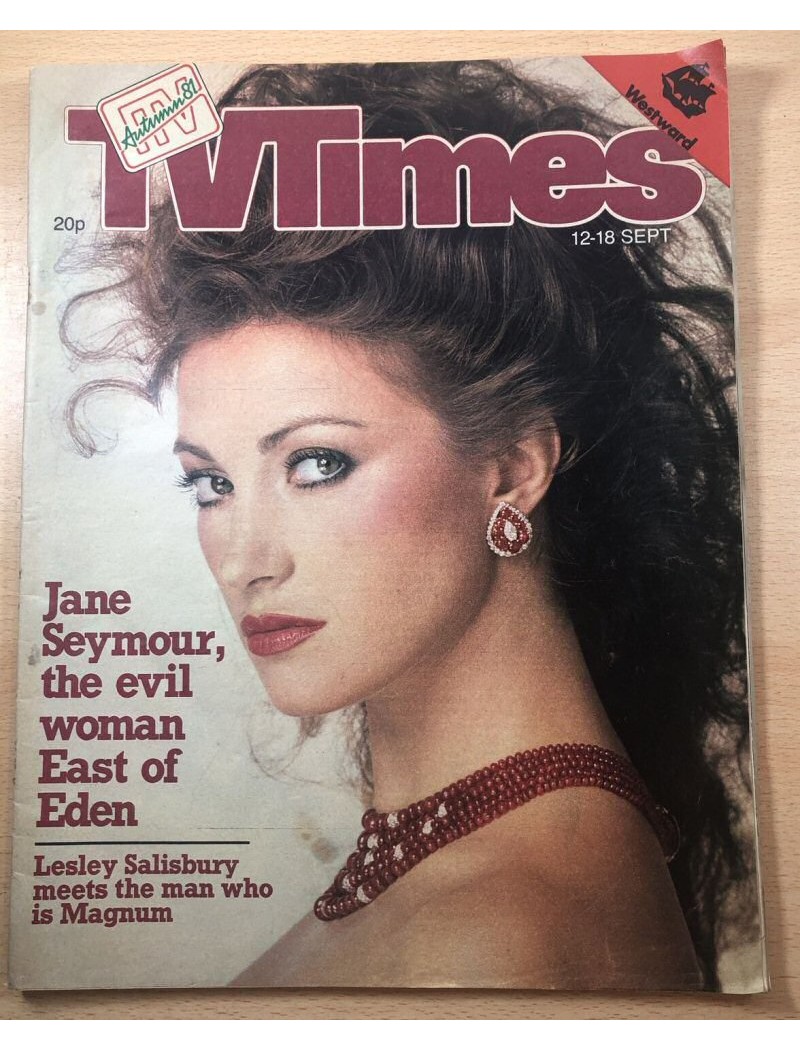 ITV
Autumn 81
TVTimes
Westward
20p
12-18 SEPT
Jane
Seymour,
the evil
woman
East of
Eden
Lesley Salisbury
meets the man who
is Magnum